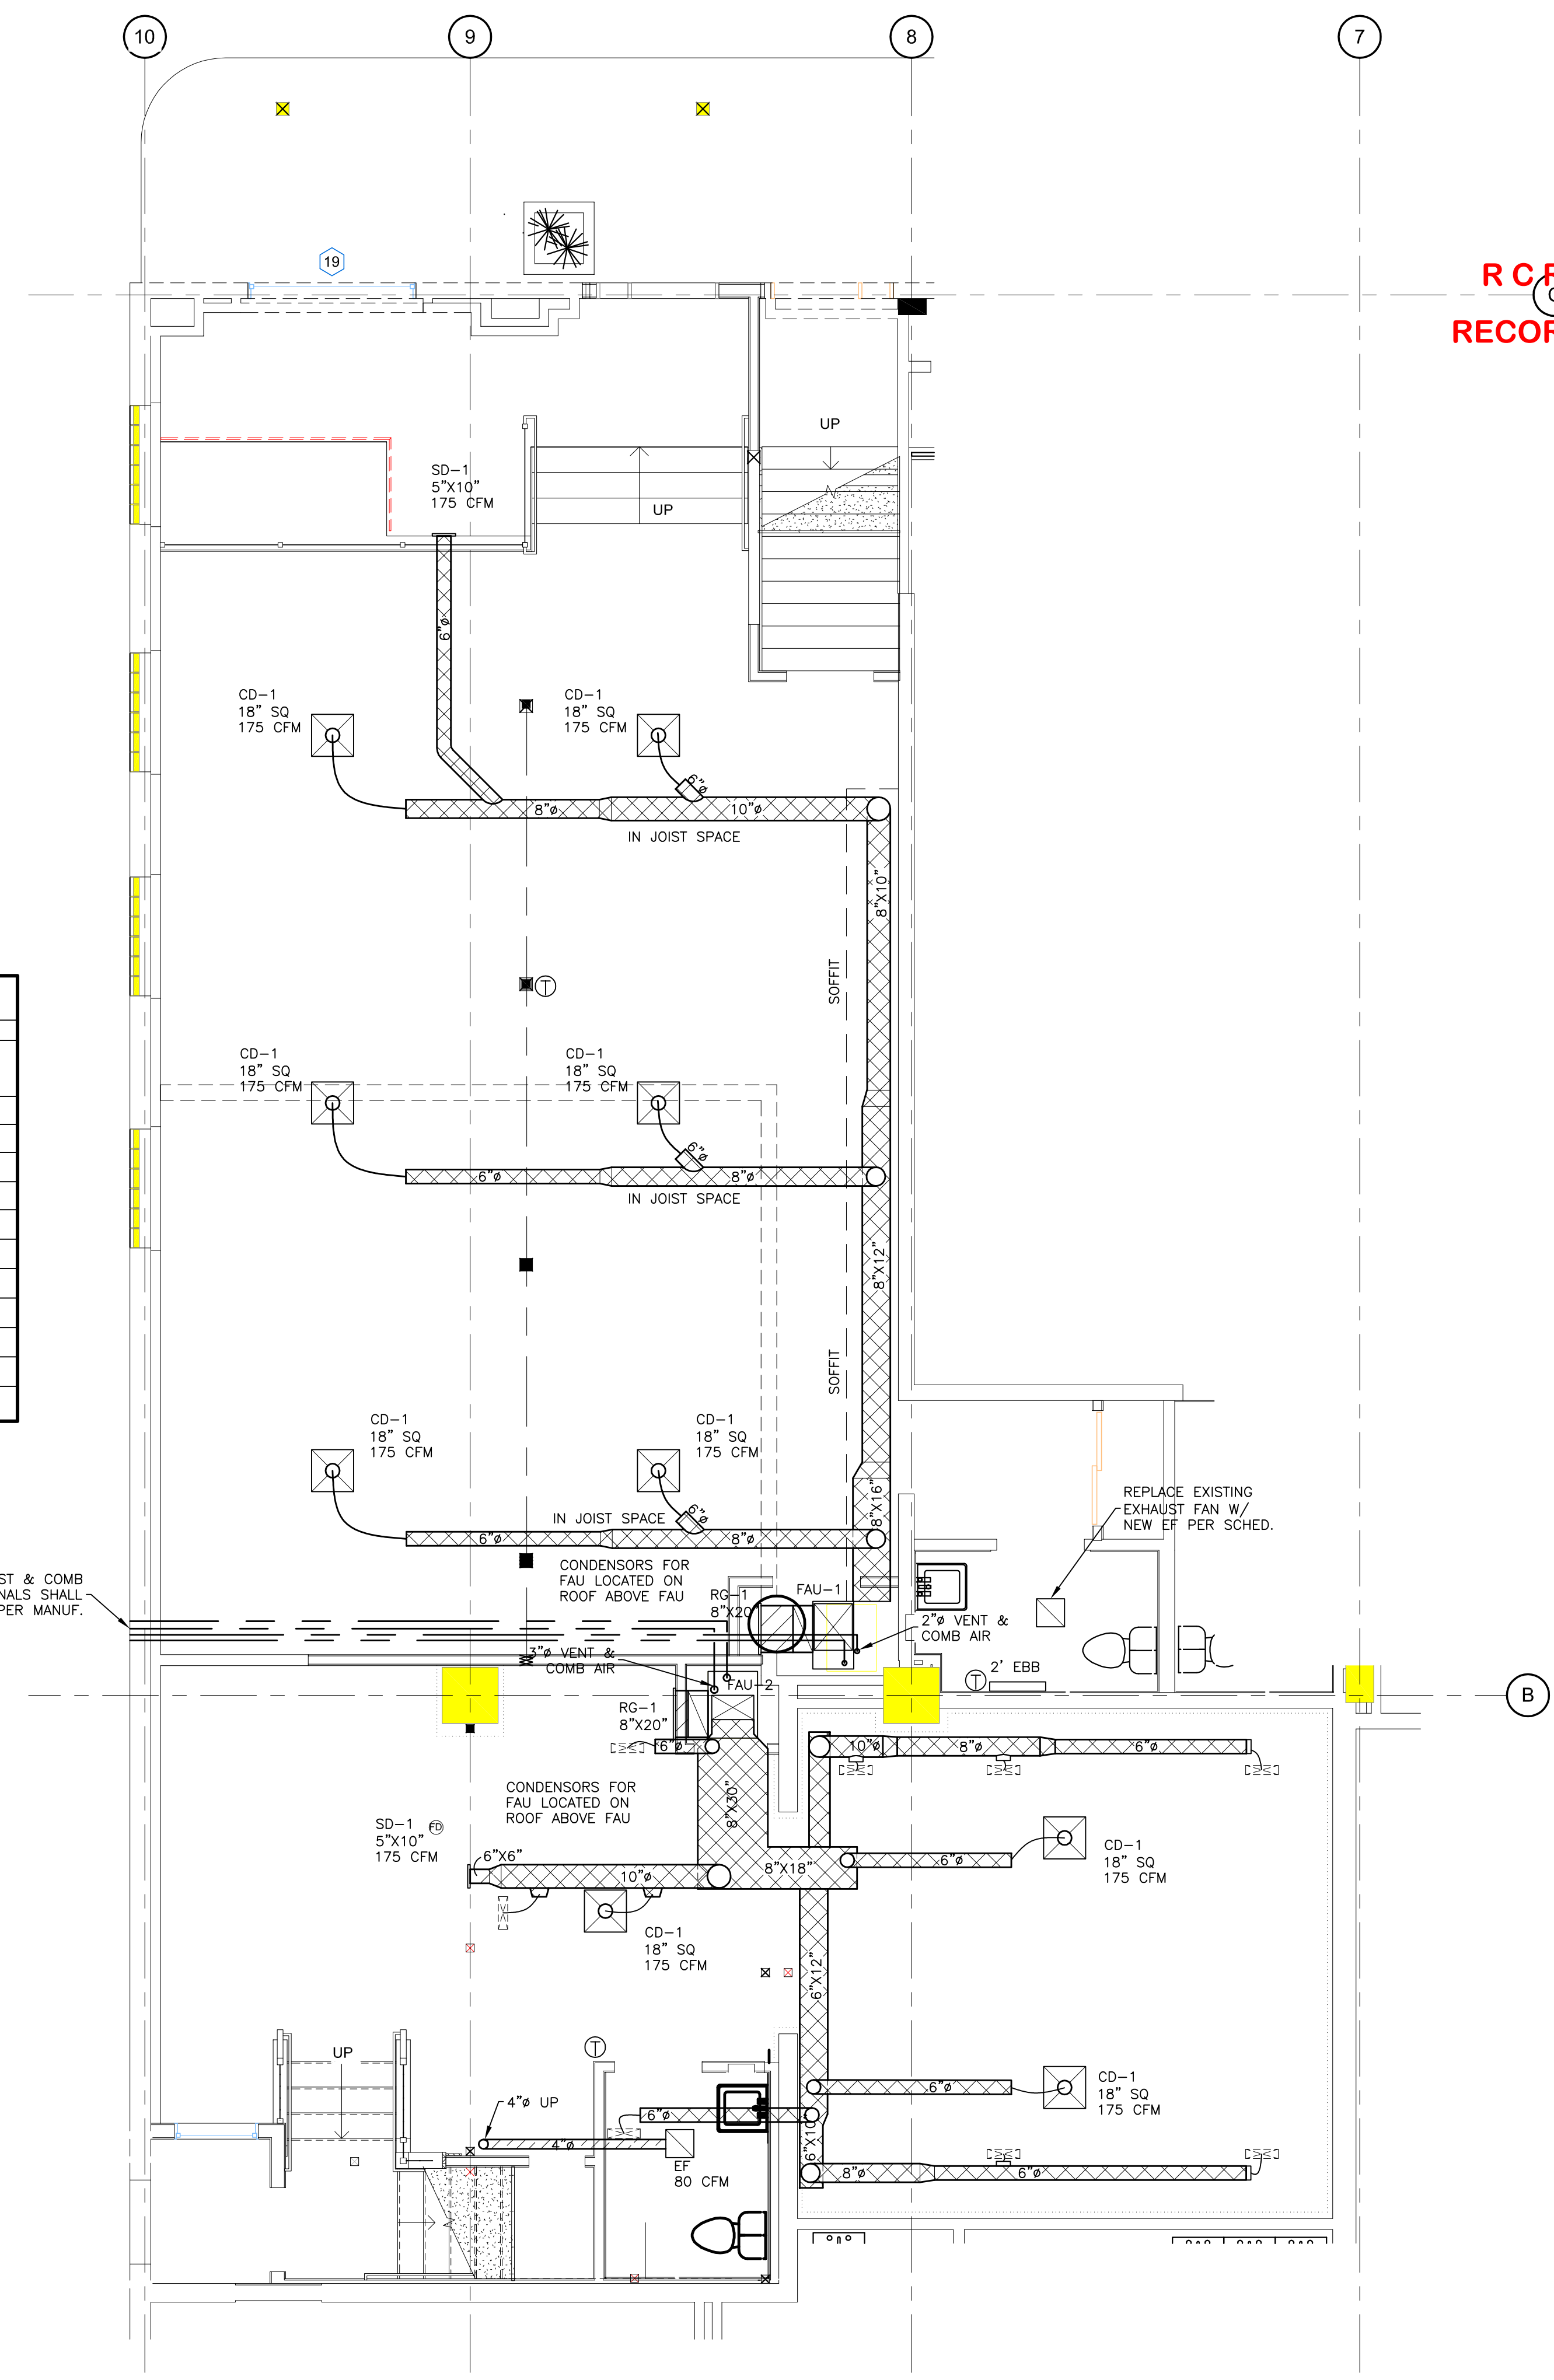 10
9
8
7
19
R C
RECOR
UP
SD-1
5"X10"
175 CFM
UP
6"ø
CD-1
18" SQ
175 CFM
CD-1
18" SQ
175 CFM
6"ø
8"ø
10"ø
IN JOIST SPACE
8"X10"
SOFFIT
T
CD-1
18" SQ
175 CFM
CD-1
18" SQ
175 CFM
6"ø
6"ø
8"ø
IN JOIST SPACE
8"X12"
SOFFIT
CD-1
18" SQ
175 CFM
CD-1
18" SQ
175 CFM
6"ø
8"X16"
IN JOIST SPACE
6"ø
8"ø
REPLACE EXISTING
EXHAUST FAN W/
NEW EF PER SCHED.
CONDENSORS FOR
FAU LOCATED ON
ROOF ABOVE FAU
ST & COMB
NALS SHALL
PER MANUF.
RG-1
8"X20"
FAU-1
2"ø VENT &
COMB AIR
3"ø VENT &
COMB AIR
T
2' EBB
FAU-2
B
RG-1
8"X20"
6"ø
10"ø
8"ø
6"ø
CONDENSORS FOR
FAU LOCATED ON
ROOF ABOVE FAU
8"X30"
SD-1
5"X10"
175 CFM
FD
6"X6"
10"ø
8"X18"
6"ø
CD-1
18" SQ
175 CFM
CD-1
18" SQ
175 CFM
6"X12"
UP
T
4"ø UP
6"ø
6"ø
CD-1
18" SQ
175 CFM
4"ø
6"X10"
EF
80 CFM
8"ø
6"ø